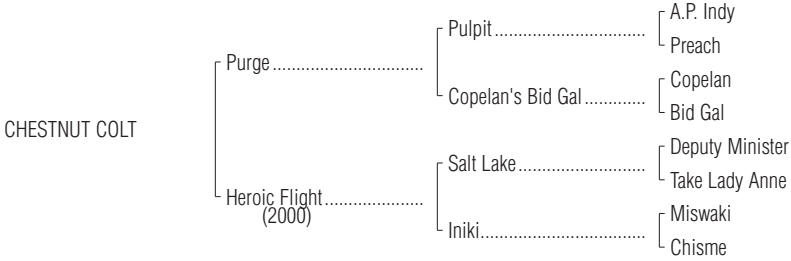 A.P. Indy
Pulpit..............................
Preach
Purge..............................
Copelan
Copelan's Bid Gal............
Bid Gal
CHESTNUT COLT
Deputy Minister
Salt Lake.........................
Take Lady Anne
Heroic Flight....................
(2000)
Miswaki
Iniki.................................
Chisme